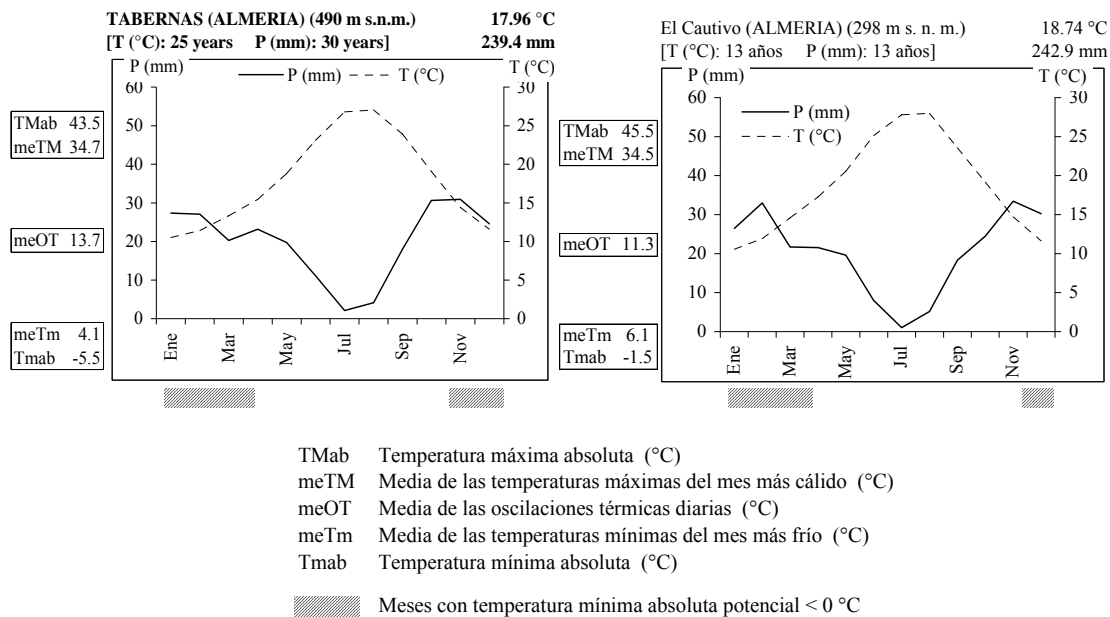 TABERNAS (ALMERIA) (490 m s.n.m.) 17.96 °C
[T (°C): 25 years P (mm): 30 years] 239.4 mm
P (mm) T (°C)
P (mm) T (°C)
60 30
50 25
40 20
30 15
20 10
10 5
0 0
Ene Mar May Jul Sep Nov
TMab 43.5
meTM 34.7
meOT 13.7
meTm 4.1
Tmab -5.5
El Cautivo (ALMERIA) (298 m s. n. m.) 18.74 °C
[T (°C): 13 años P (mm): 13 años] 242.9 mm
P (mm) T (°C)
P (mm)
T (°C)
60 30
50 25
40 20
30 15
20 10
10 5
0 0
Ene Mar May Jul Sep Nov
TMab 45.5
meTM 34.5
meOT 11.3
meTm 6.1
Tmab -1.5
TMab Temperatura máxima absoluta (°C)
meTM Media de las temperaturas máximas del mes más cálido (°C)
meOT Media de las oscilaciones térmicas diarias (°C)
meTm Media de las temperaturas mínimas del mes más frío (°C)
Tmab Temperatura mínima absoluta (°C)
Meses con temperatura mínima absoluta potencial < 0 °C